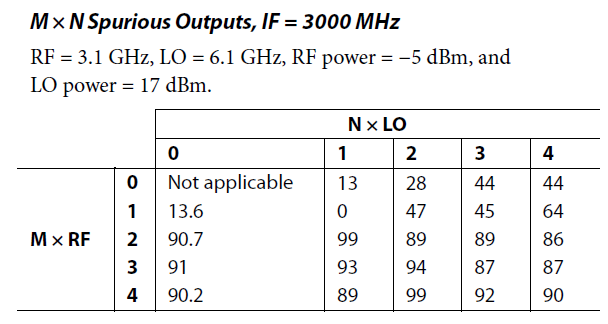 M × N Spurious Outputs, IF = 3000 MHz
RF = 3.1 GHz, LO = 6.1 GHz, RF power = −5 dBm, and
LO power = 17 dBm.
N × LO
0 1 2 3 4
0 Not applicable 13 28 44 44
1 13.6 0 47 45 64
M × RF 2 90.7 99 89 89 86
3 91 93 94 87 87
4 90.2 89 99 92 90